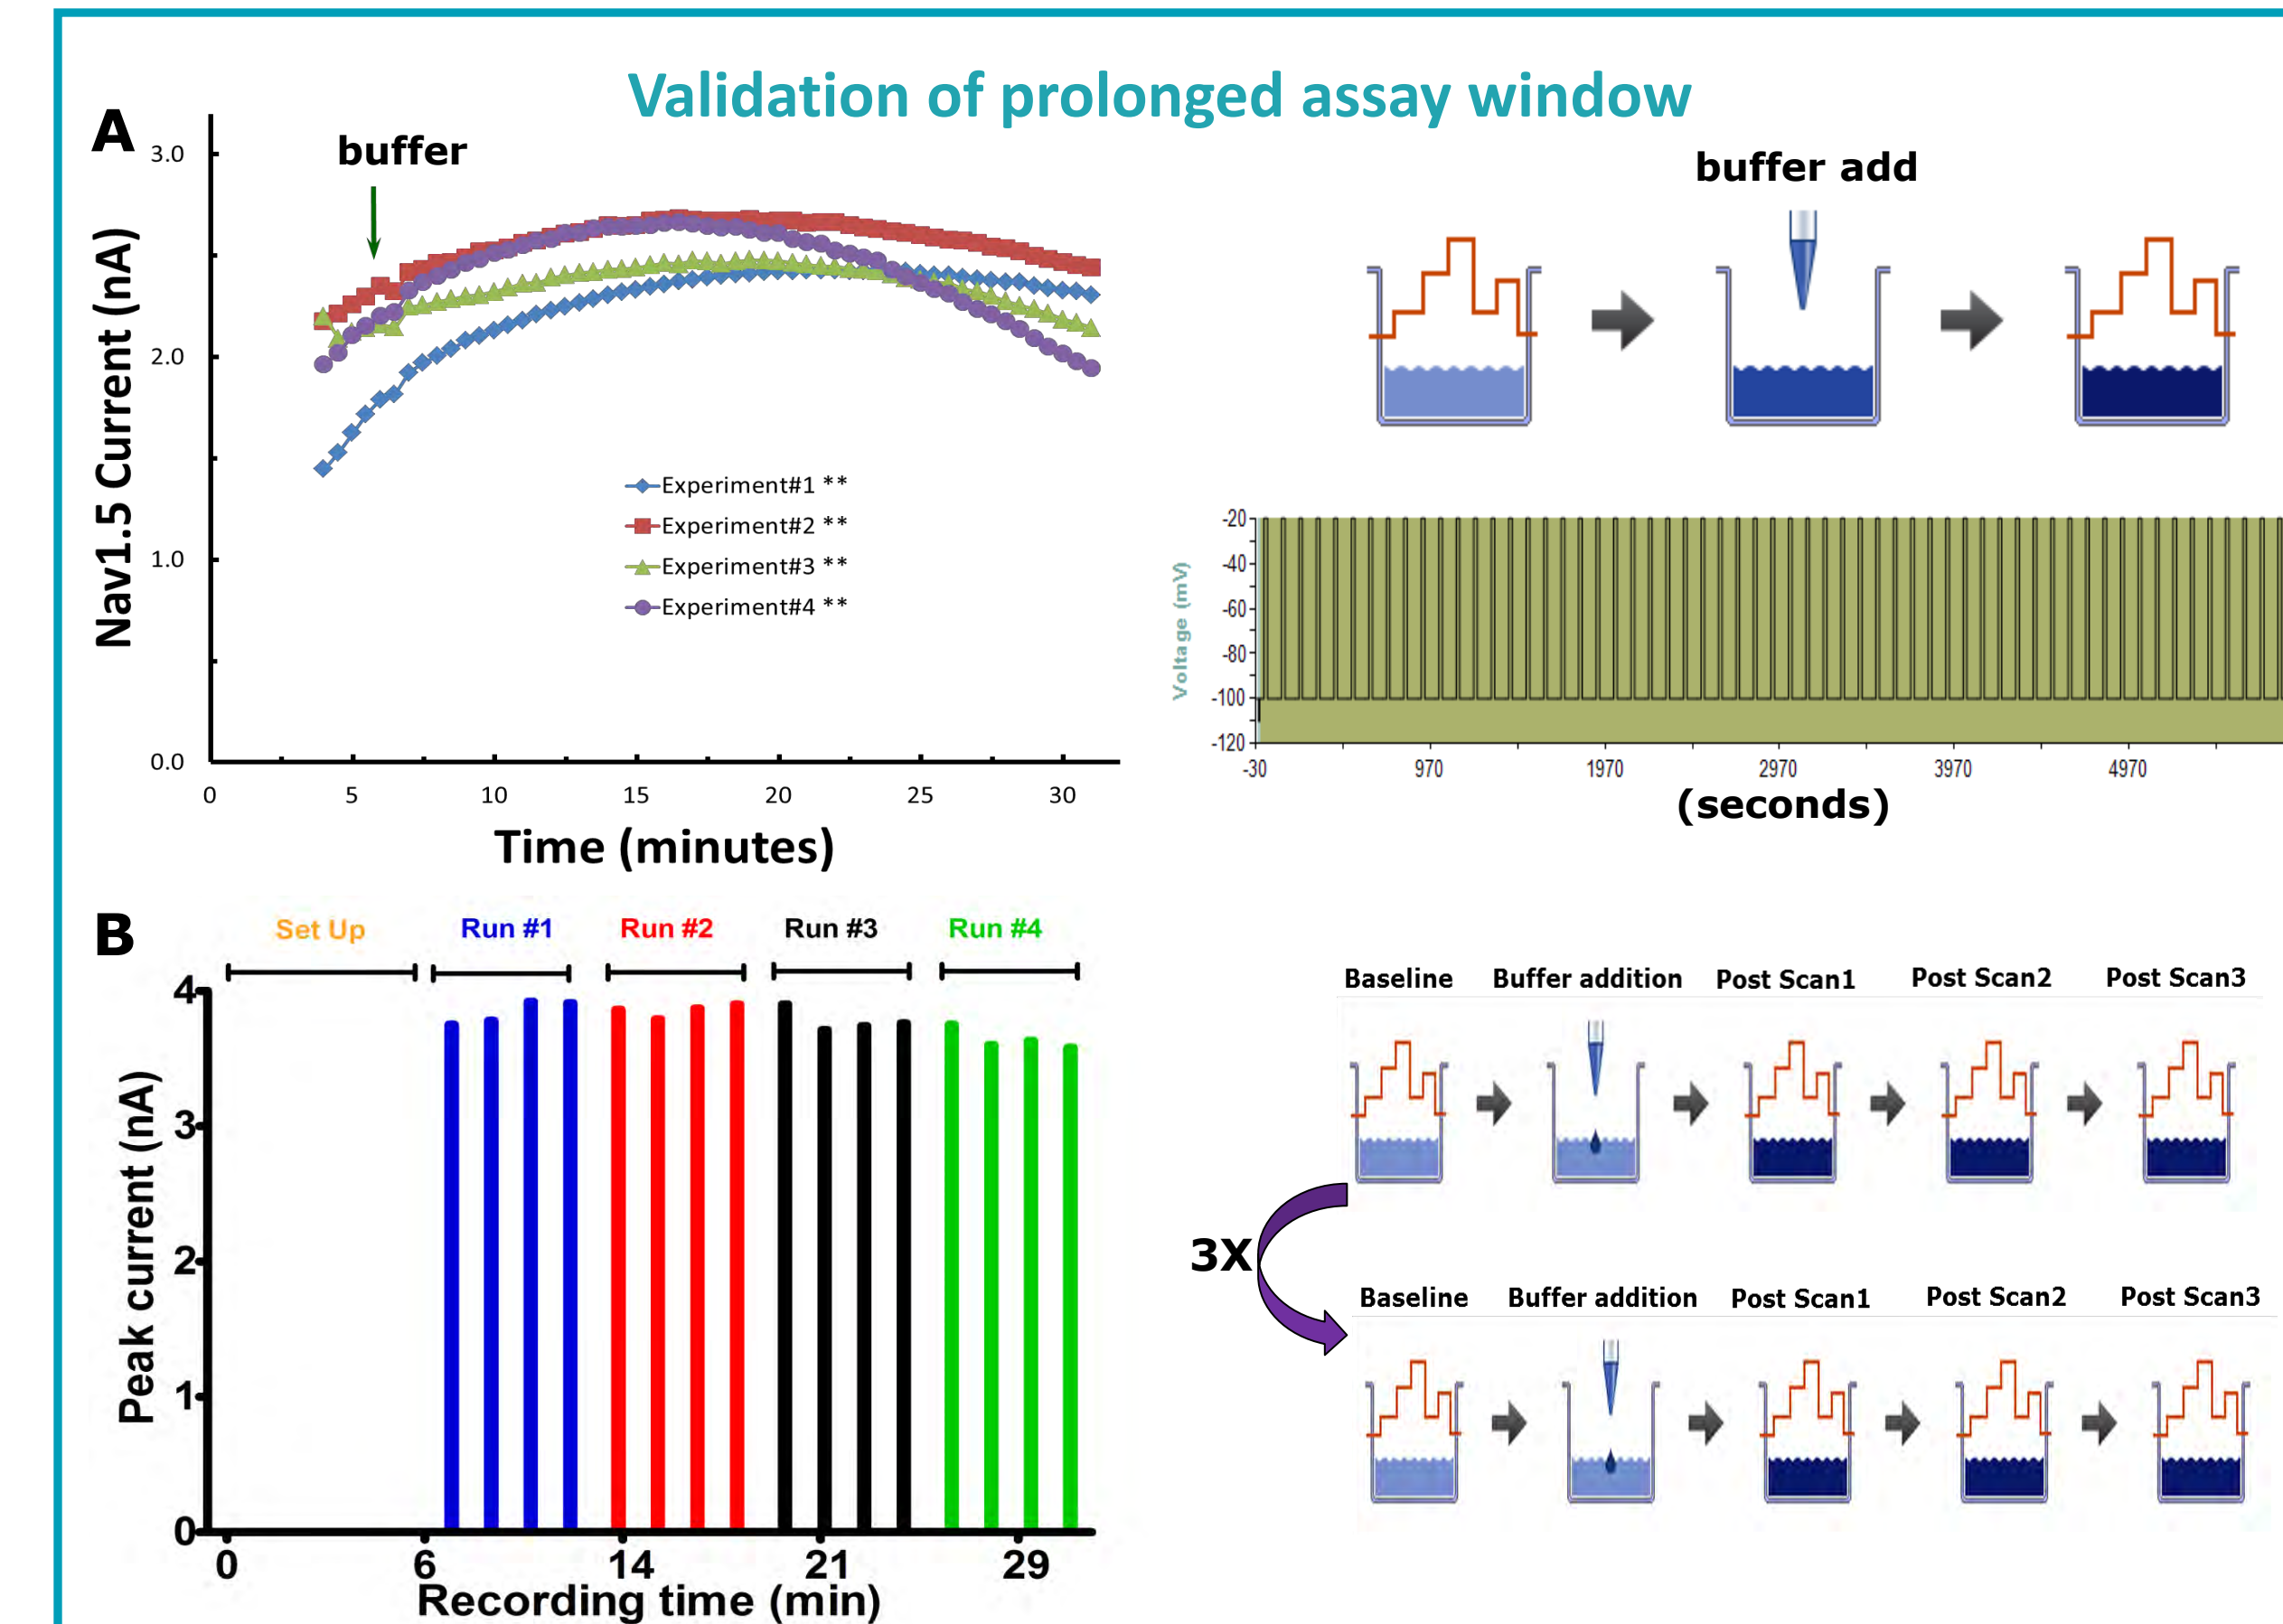 Validation of prolonged assay window
A
buffer
Nav1.5 Current (nA)
3.0
2.0
1.0
0.0
0 5 10 15 20 25 30
Time (minutes)
Experiment#1 **
Experiment#2 **
Experiment#3 **
Experiment#4 **
buffer add
Voltage (mV)
-20
-40
-60
-80
-100
-120
-30 970 1970 2970 3970 4970
(seconds)
B
Set Up Run #1 Run #2 Run #3 Run #4
Peak current (nA)
4
3
2
1
0
0 6 14 21 29
Recording time (min)
Baseline Buffer addition Post Scan1 Post Scan2 Post Scan3
3X
Baseline Buffer addition Post Scan1 Post Scan2 Post Scan3